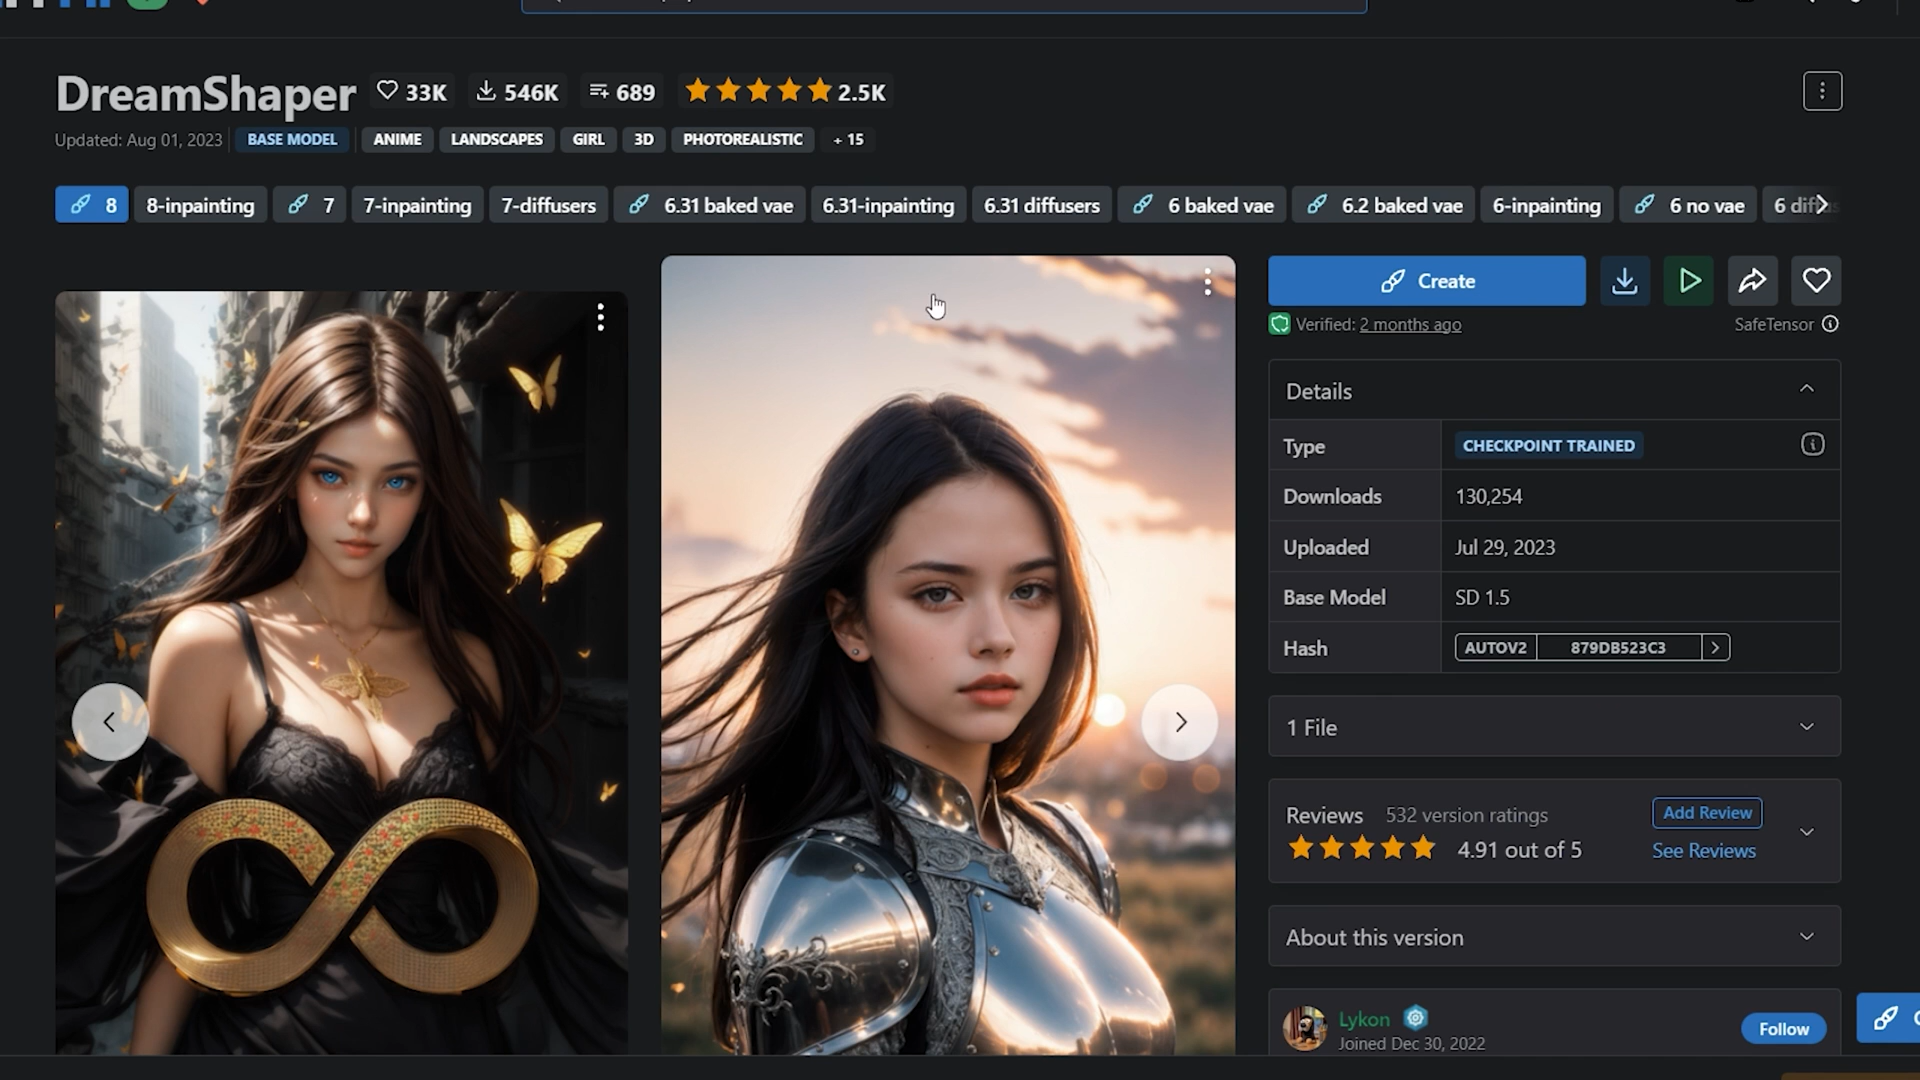 DreamShaper 33K 546K 689 2.5K
Updated: Aug 01, 2023 BASE MODEL ANIME LANDSCAPES GIRL 3D PHOTOREALISTIC + 15
8 8-inpainting 7 7-inpainting 7-diffusers 6.31 baked vae 6.31-inpainting 6.31 diffusers 6 baked vae 6.2 baked vae 6-inpainting 6 no vae 6
Create
Verified: 2 months ago SafeTensor
Details
Type CHECKPOINT TRAINED
Downloads 130,254
Uploaded Jul 29, 2023
Base Model SD 1.5
Hash AUTOV2 879DB523C3
1 File
Reviews 532 version ratings Add Review
4.91 out of 5 See Reviews
About this version
Lykon
Joined Dec 30, 2022
Follow